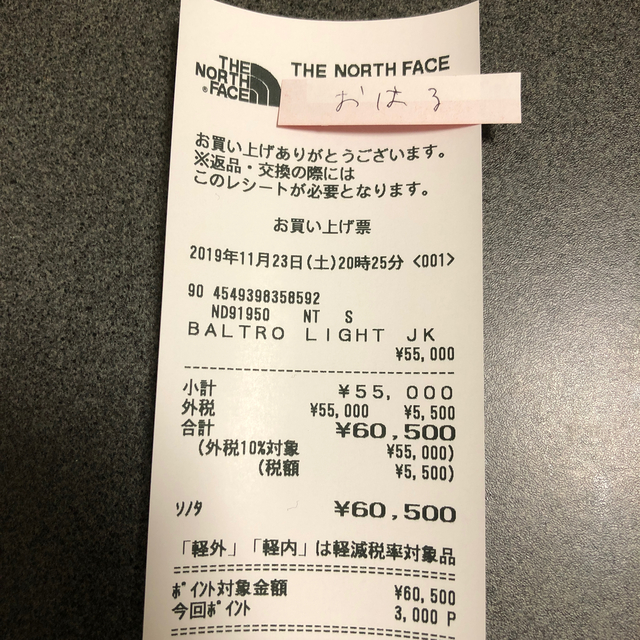 THE
NORTH
FACE
THE NORTH FACE
おはる
お買い上げありがとうございます。
※返品・交換の際には
このレシートが必要となります。
お買い上げ票
2019年11月23日(土)20時25分 <001>
90 4549398358592
ND91950 NT S
BALTRO LIGHT JK
¥55,000
小計 ¥55,000
外税 ¥55,000 ¥5,500
合計 ¥60,500
(外税10%対象 ¥55,000)
(税額 ¥5,500)
ソノタ ¥60,500
「軽外」「軽内」は軽減税率対象品
ポイント対象金額 ¥60,500
今回ポイント 3,000 P